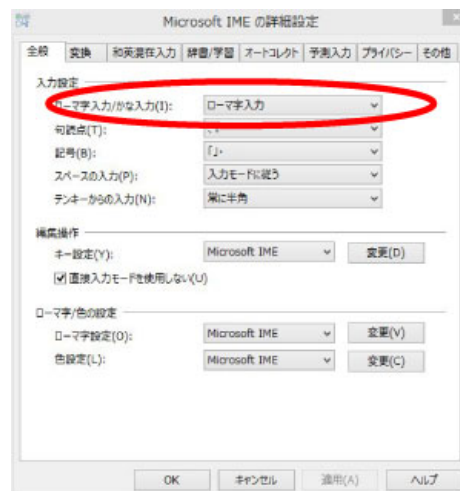 Microsoft IME の詳細設定
全般 変換 和英混在入力 辞書/学習 オートコレクト 予測入力 プライバシー その他
入力設定
ローマ字入力/かな入力(I): ローマ字入力
句読点(T): 、。
記号(B): 「」・
スペースの入力(P): 入力モードに従う
テンキーからの入力(N): 常に半角
編集操作
キー設定(Y): Microsoft IME 変更(D)
直接入力モードを使用しない(U)
ローマ字/色の設定
ローマ字設定(O): Microsoft IME 変更(V)
色設定(L): Microsoft IME 変更(C)
OK キャンセル 適用(A) ヘルプ